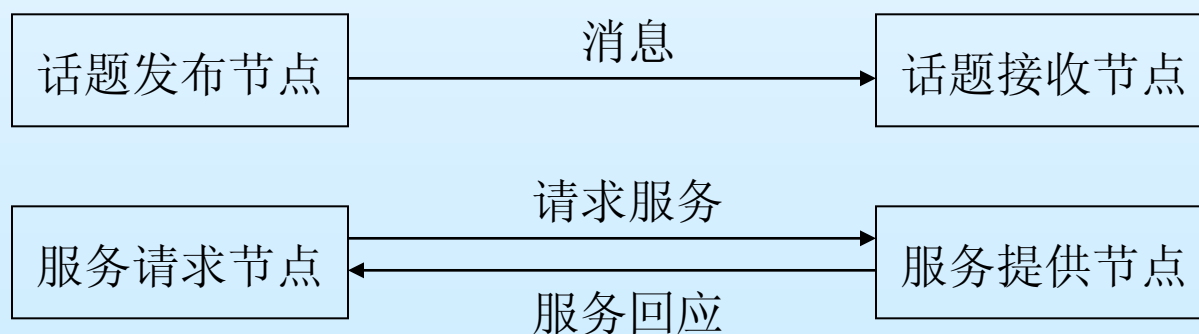 消息
话题发布节点
话题接收节点
请求服务
服务请求节点
服务提供节点
服务回应